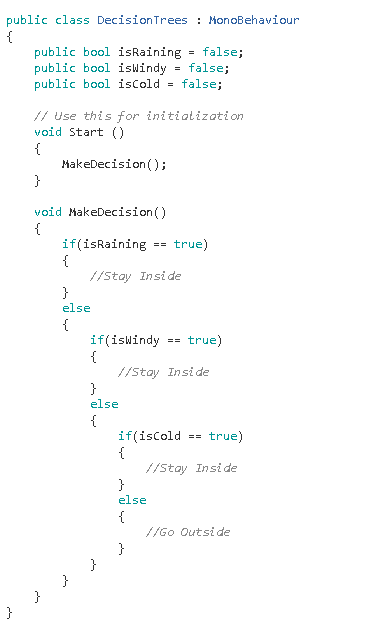 public class DecisionTrees : MonoBehaviour
{
    public bool isRaining = false;
    public bool isWindy = false;
    public bool isCold = false;

    // Use this for initialization
    void Start ()
    {
        MakeDecision();
    }

    void MakeDecision()
    {
        if(isRaining == true)
        {
            //Stay Inside
        }
        else
        {
            if(isWindy == true)
            {
                //Stay Inside
            }
            else
            {
                if(isCold == true)
                {
                    //Stay Inside
                }
                else
                {
                    //Go Outside
                }
            }
        }
    }
}